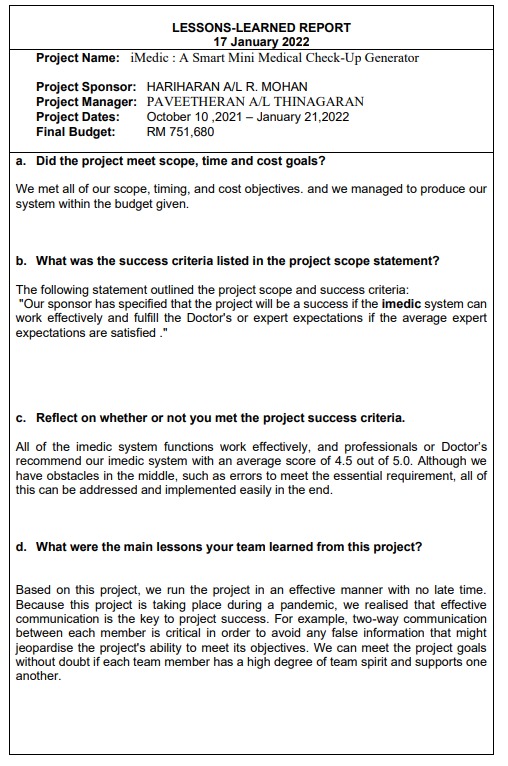 LESSONS-LEARNED REPORT
17 January 2022
Project Name: iMedic : A Smart Mini Medical Check-Up Generator
Project Sponsor: HARIHARAN A/L R. MOHAN
Project Manager: PAVEETHERAN A/L THINAGARAN
Project Dates: October 10 ,2021 – January 21,2022
Final Budget: RM 751,680
a. Did the project meet scope, time and cost goals?
We met all of our scope, timing, and cost objectives. and we managed to produce our
system within the budget given.
b. What was the success criteria listed in the project scope statement?
The following statement outlined the project scope and success criteria:
"Our sponsor has specified that the project will be a success if the imedic system can
work effectively and fulfill the Doctor's or expert expectations if the average expert
expectations are satisfied ."
c. Reflect on whether or not you met the project success criteria.
All of the imedic system functions work effectively, and professionals or Doctor's
recommend our imedic system with an average score of 4.5 out of 5.0. Although we
have obstacles in the middle, such as errors to meet the essential requirement, all of
this can be addressed and implemented easily in the end.
d. What were the main lessons your team learned from this project?
Based on this project, we run the project in an effective manner with no late time.
Because this project is taking place during a pandemic, we realised that effective
communication is the key to project success. For example, two-way communication
between each member is critical in order to avoid any false information that might
jeopardise the project's ability to meet its objectives. We can meet the project goals
without doubt if each team member has a high degree of team spirit and supports one
another.